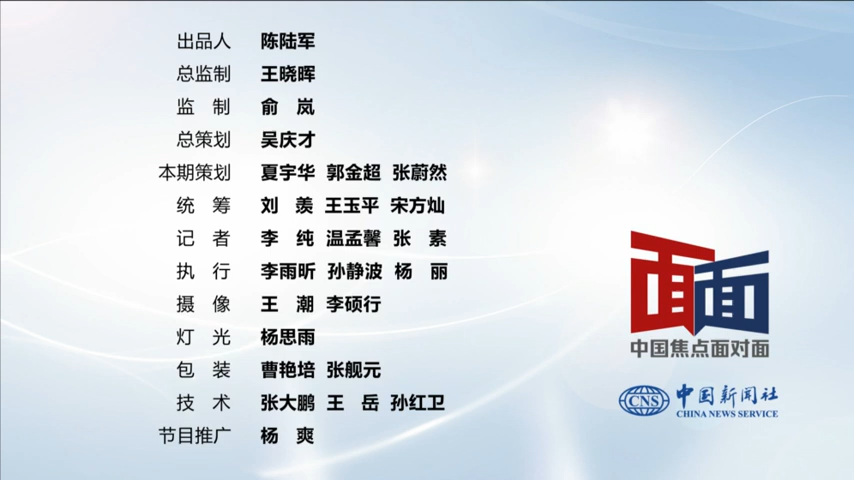 出品人 陈陆军
总监制 王晓晖
监 制 俞 岚
总策划 吴庆才
本期策划 夏宇华 郭金超 张蔚然
统 筹 刘 羡 王玉平 宋方灿
记 者 李 纯 温孟馨 张 素
执 行 李雨昕 孙静波 杨 丽
摄 像 王 潮 李硕行
灯 光 杨思雨
包 装 曹艳培 张舰元
技 术 张大鹏 王 岳 孙红卫
节目推广 杨 爽
面面
中国焦点面对面
CNS 中国新闻社
CHINA NEWS SERVICE